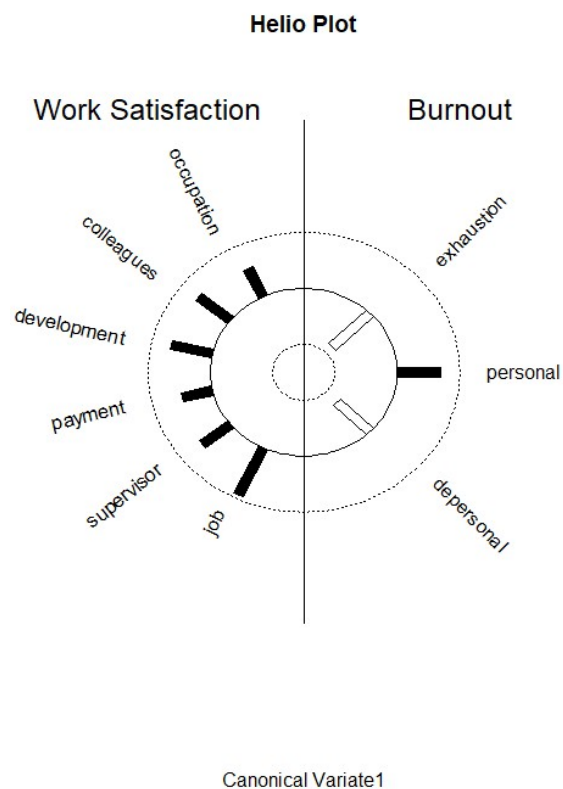 Helio Plot
Work Satisfaction
Burnout
occupation
colleagues
development
payment
supervisor
job
exhaustion
personal
depersonal
Canonical Variate1